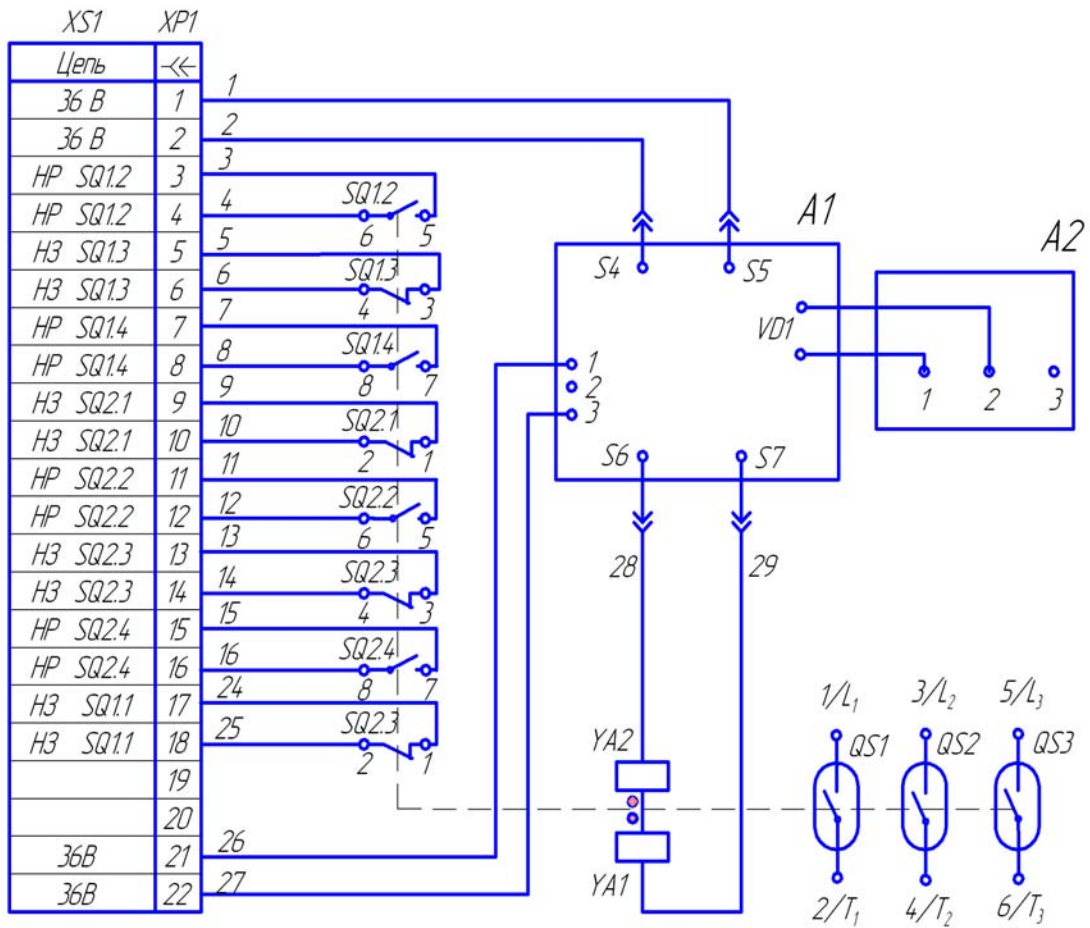 XS1 XP1
Цепь
36 В 1 1
36 В 2 2
НР SQ1.2 3 3
НР SQ1.2 4 4 SQ1.2 6 5
НЗ SQ1.3 5 5
НЗ SQ1.3 6 6 SQ1.3 4 3
НР SQ1.4 7 7
НР SQ1.4 8 8 SQ1.4 8 7
НЗ SQ2.1 9 9
НЗ SQ2.1 10 10 SQ2.1 2 1
НР SQ2.2 11 11
НР SQ2.2 12 12 SQ2.2 6 5
НЗ SQ2.3 13 13
НЗ SQ2.3 14 14 SQ2.3 4 3
НР SQ2.4 15 15
НР SQ2.4 16 16 SQ2.4 8 7
НЗ SQ1.1 17 24
НЗ SQ1.1 18 25 SQ2.3 2 1
19
20
36В 21 26
36В 22 27
A1
S4 S5
VD1
1
2
3
S6 S7
A2
1 2 3
28 29
YA2
YA1
1/L₁ 3/L₂ 5/L₃
QS1 QS2 QS3
2/T₁ 4/T₂ 6/T₃